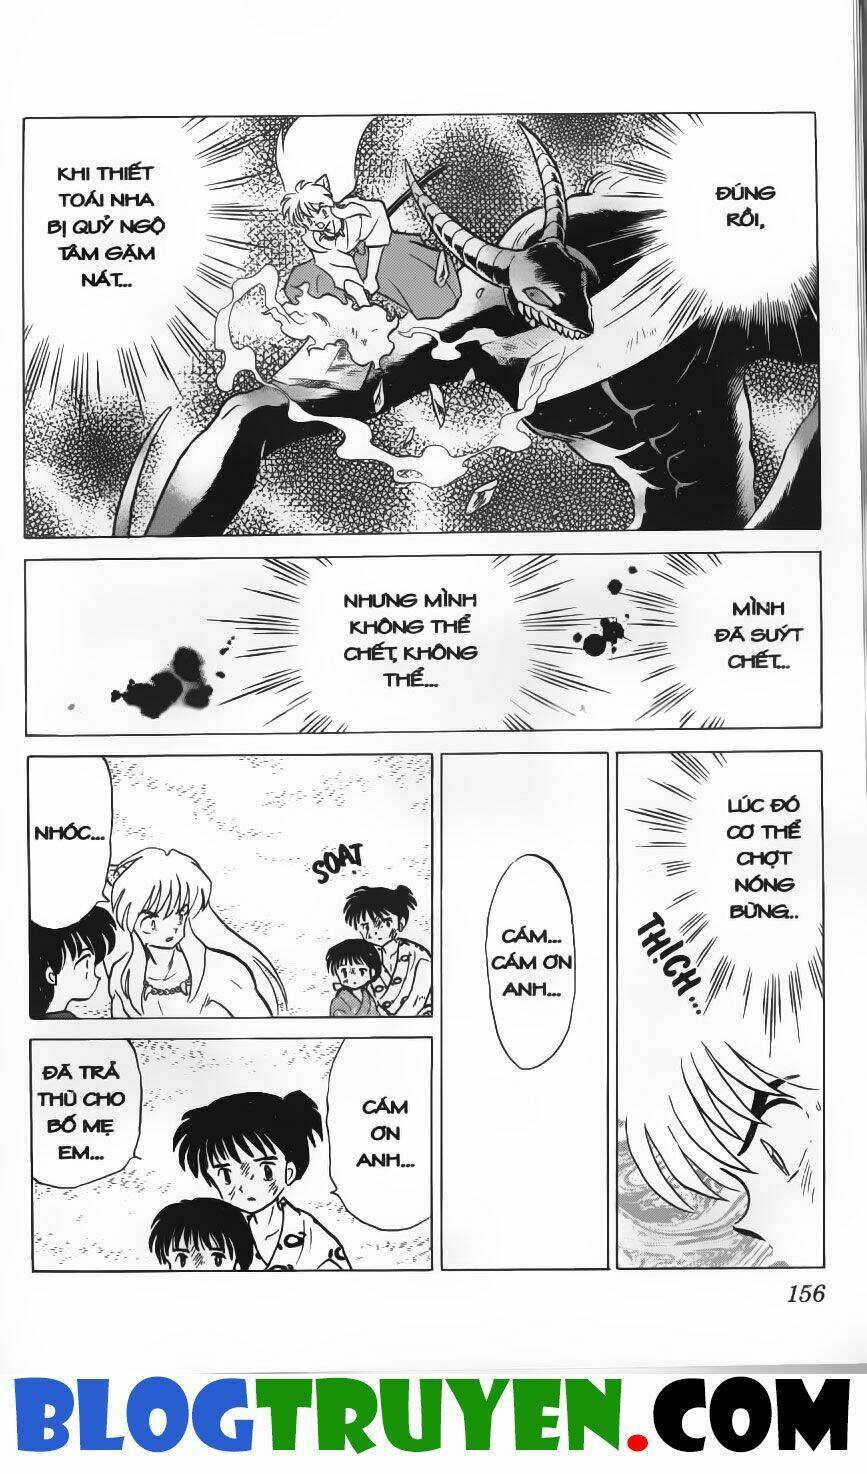 ĐÚNG
RỒI,
KHI THIẾT
TOÁI NHA
BỊ QUỶ NGỘ
TÂM GẶM
NÁT...
MÌNH
ĐÃ SUÝT
CHẾT...
NHƯNG MÌNH
KHÔNG THỂ
CHẾT, KHÔNG
THỂ...
LÚC ĐÓ
CƠ THỂ
CHỢT
NÓNG
BỪNG..
THỊCH...
CÁM...
CÁM ƠN
ANH...
NHÓC...
SOẠT
CÁM
ƠN
ANH...
ĐÃ TRẢ
THÙ CHO
BỐ MẸ
EM...
156
BLOGTRUYEN.COM